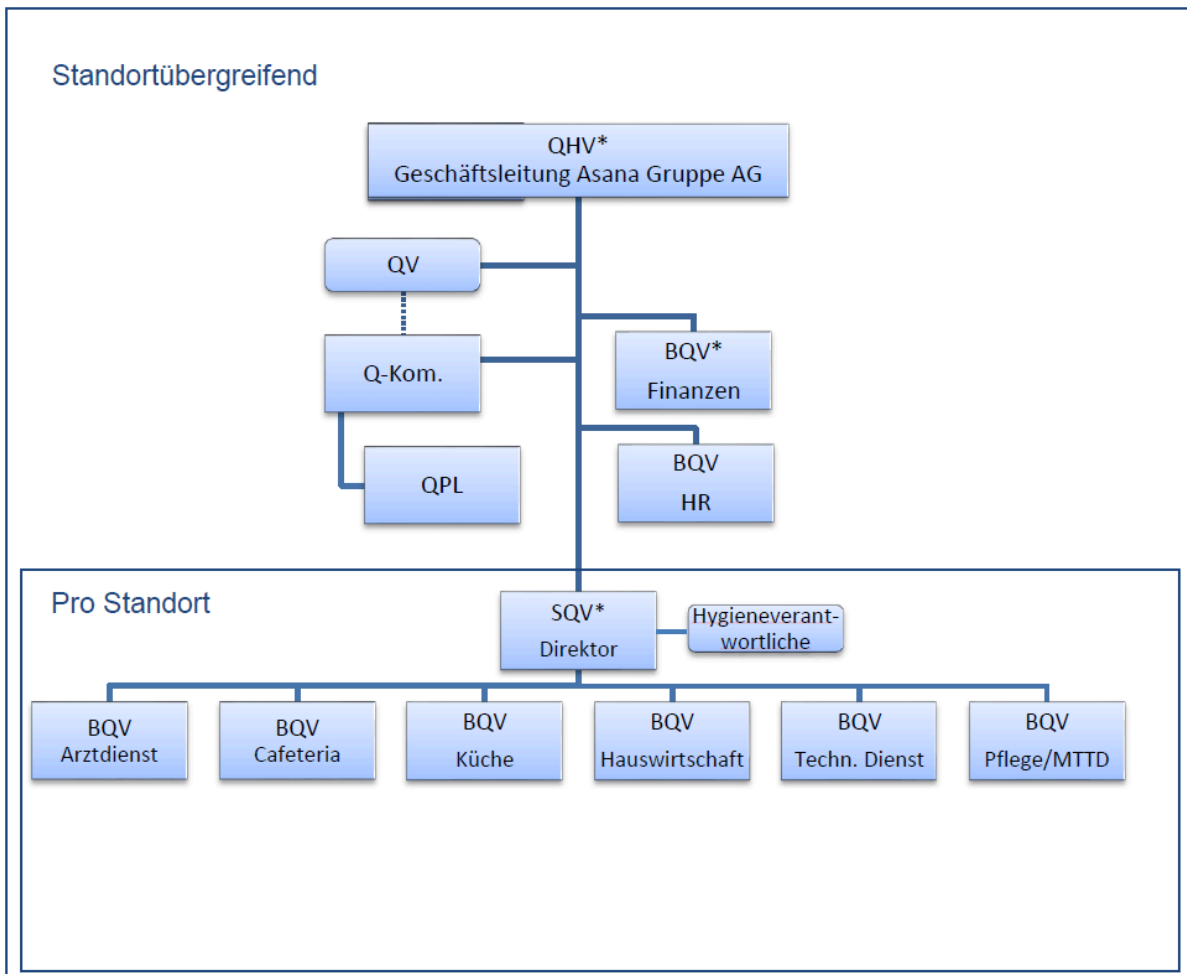 Standortübergreifend
QHV*
Geschäftsleitung Asana Gruppe AG
QV
Q-Kom.
BQV*
Finanzen
QPL
BQV
HR
Pro Standort
SQV*
Direktor
Hygieneverant-
wortliche
BQV
Arztdienst
BQV
Cafeteria
BQV
Küche
BQV
Hauswirtschaft
BQV
Techn. Dienst
BQV
Pflege/MTTD